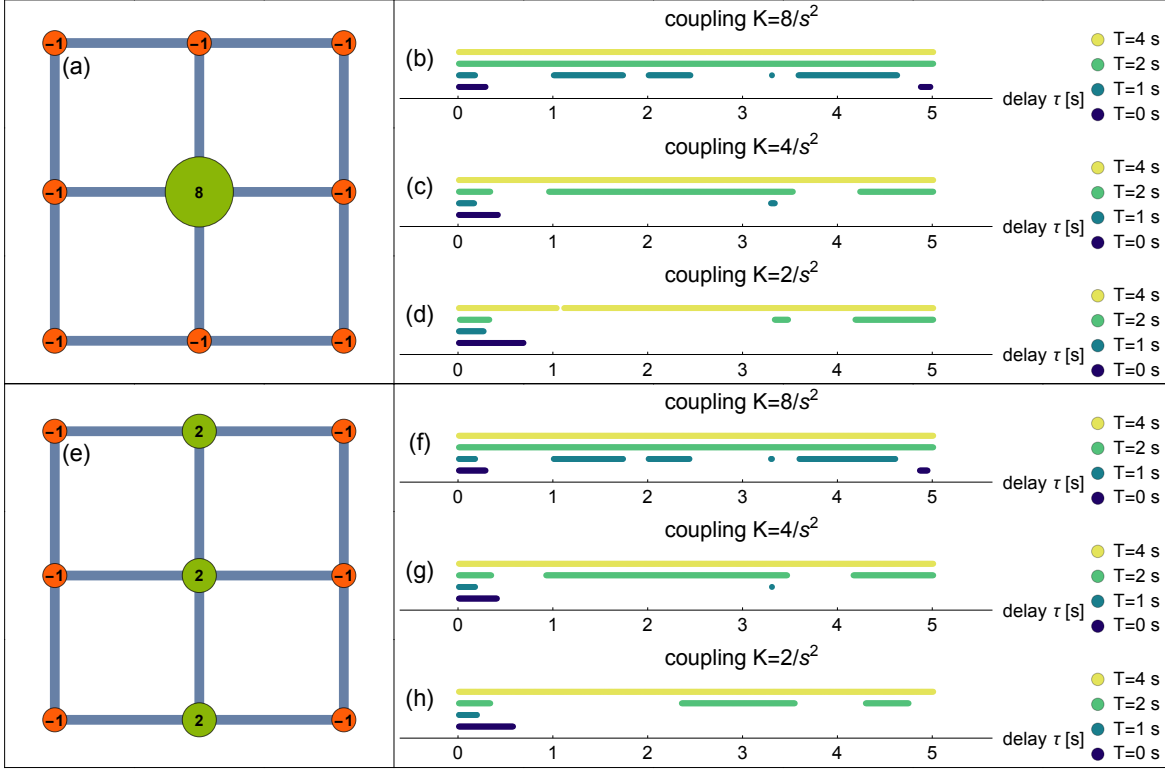 -1 -1 -1
(a)
-1 8 -1
-1 -1 -1
coupling K=8/s²
(b)
0 1 2 3 4 5
delay τ [s]
T=4 s
T=2 s
T=1 s
T=0 s
coupling K=4/s²
(c)
0 1 2 3 4 5
delay τ [s]
T=4 s
T=2 s
T=1 s
T=0 s
coupling K=2/s²
(d)
0 1 2 3 4 5
delay τ [s]
T=4 s
T=2 s
T=1 s
T=0 s
-1 2 -1
(e)
-1 2 -1
-1 2 -1
coupling K=8/s²
(f)
0 1 2 3 4 5
delay τ [s]
T=4 s
T=2 s
T=1 s
T=0 s
coupling K=4/s²
(g)
0 1 2 3 4 5
delay τ [s]
T=4 s
T=2 s
T=1 s
T=0 s
coupling K=2/s²
(h)
0 1 2 3 4 5
delay τ [s]
T=4 s
T=2 s
T=1 s
T=0 s